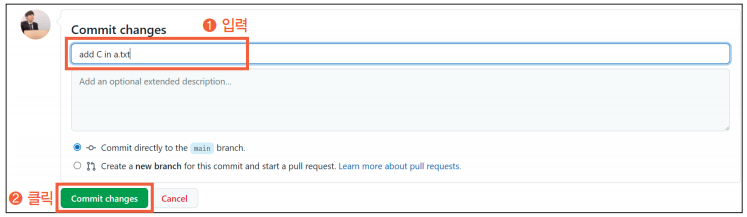 Commit changes
❶ 입력
add C in a.txt
Add an optional extended description...
Commit directly to the main branch.
Create a new branch for this commit and start a pull request. Learn more about pull requests.
❷ 클릭
Commit changes
Cancel